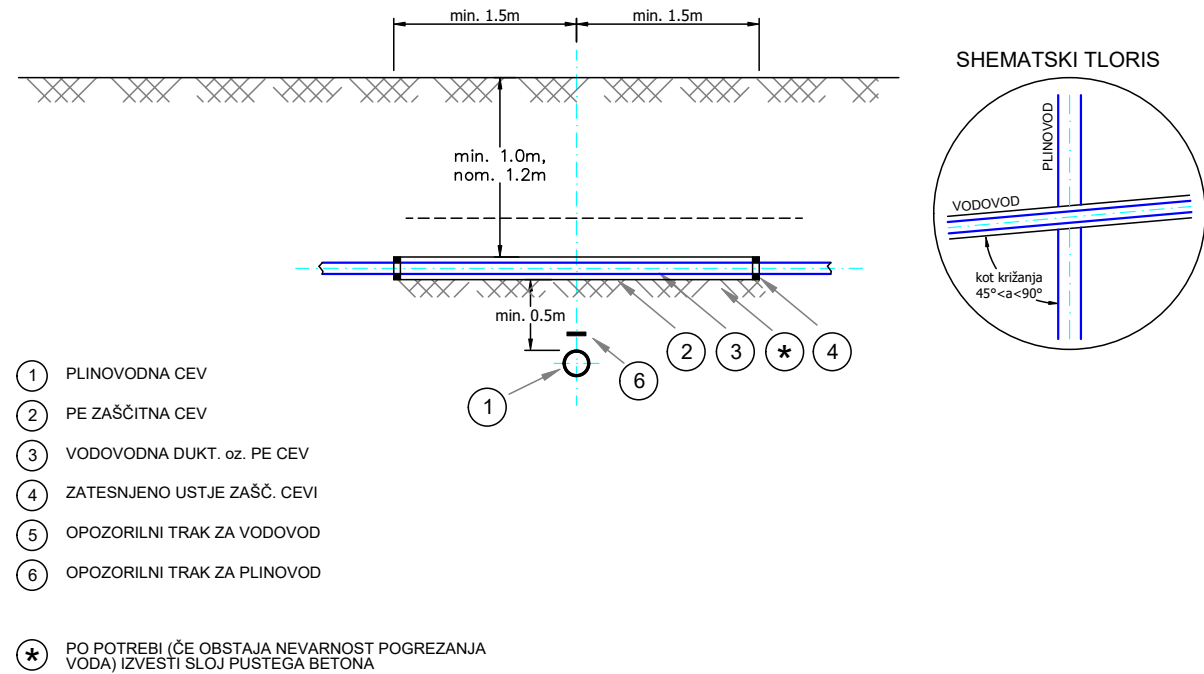 min. 1.5m
min. 1.5m
SHEMATSKI TLORIS
min. 1.0m,
nom. 1.2m
PLINOVOD
VODOVOD
kot križanja
45°<a<90°
min. 0.5m
2
3
*
4
6
1
1 PLINOVODNA CEV
2 PE ZAŠČITNA CEV
3 VODOVODNA DUKT. oz. PE CEV
4 ZATESNJENO USTJE ZAŠČ. CEVI
5 OPOZORILNI TRAK ZA VODOVOD
6 OPOZORILNI TRAK ZA PLINOVOD
* PO POTREBI (ČE OBSTAJA NEVARNOST POGREZANJA
VODA) IZVESTI SLOJ PUSTEGA BETONA